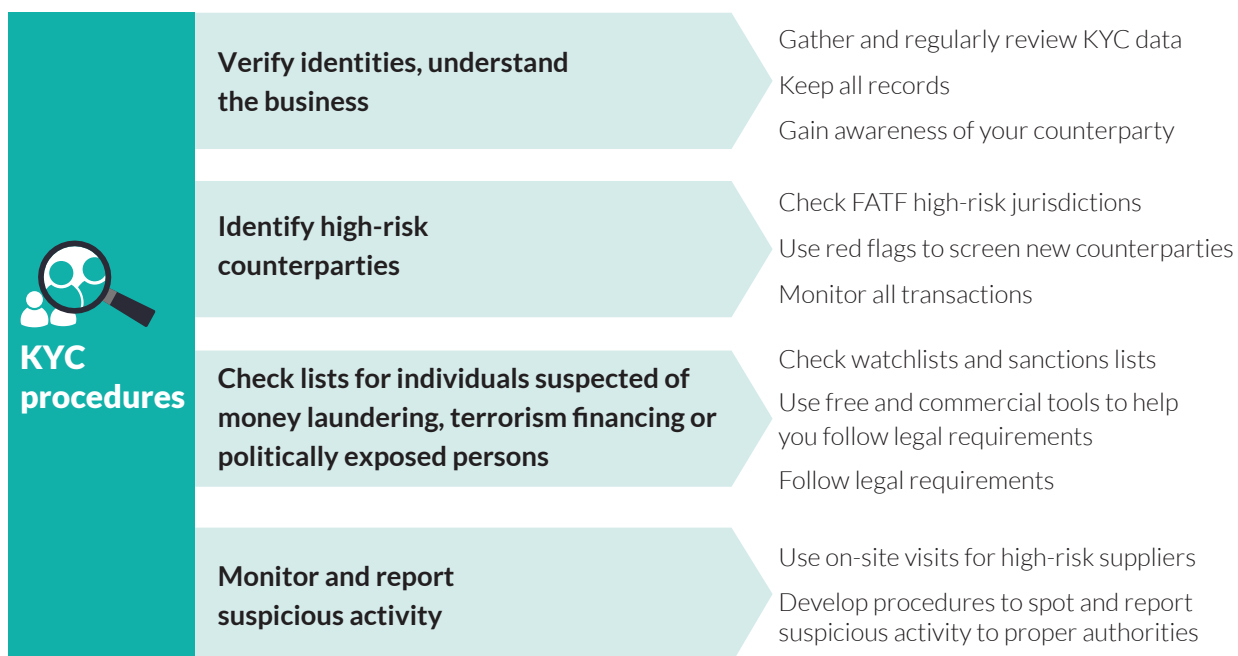 KYC
procedures
Verify identities, understand
the business
Gather and regularly review KYC data
Keep all records
Gain awareness of your counterparty
Identify high-risk
counterparties
Check FATF high-risk jurisdictions
Use red flags to screen new counterparties
Monitor all transactions
Check lists for individuals suspected of
money laundering, terrorism financing or
politically exposed persons
Check watchlists and sanctions lists
Use free and commercial tools to help
you follow legal requirements
Follow legal requirements
Monitor and report
suspicious activity
Use on-site visits for high-risk suppliers
Develop procedures to spot and report
suspicious activity to proper authorities